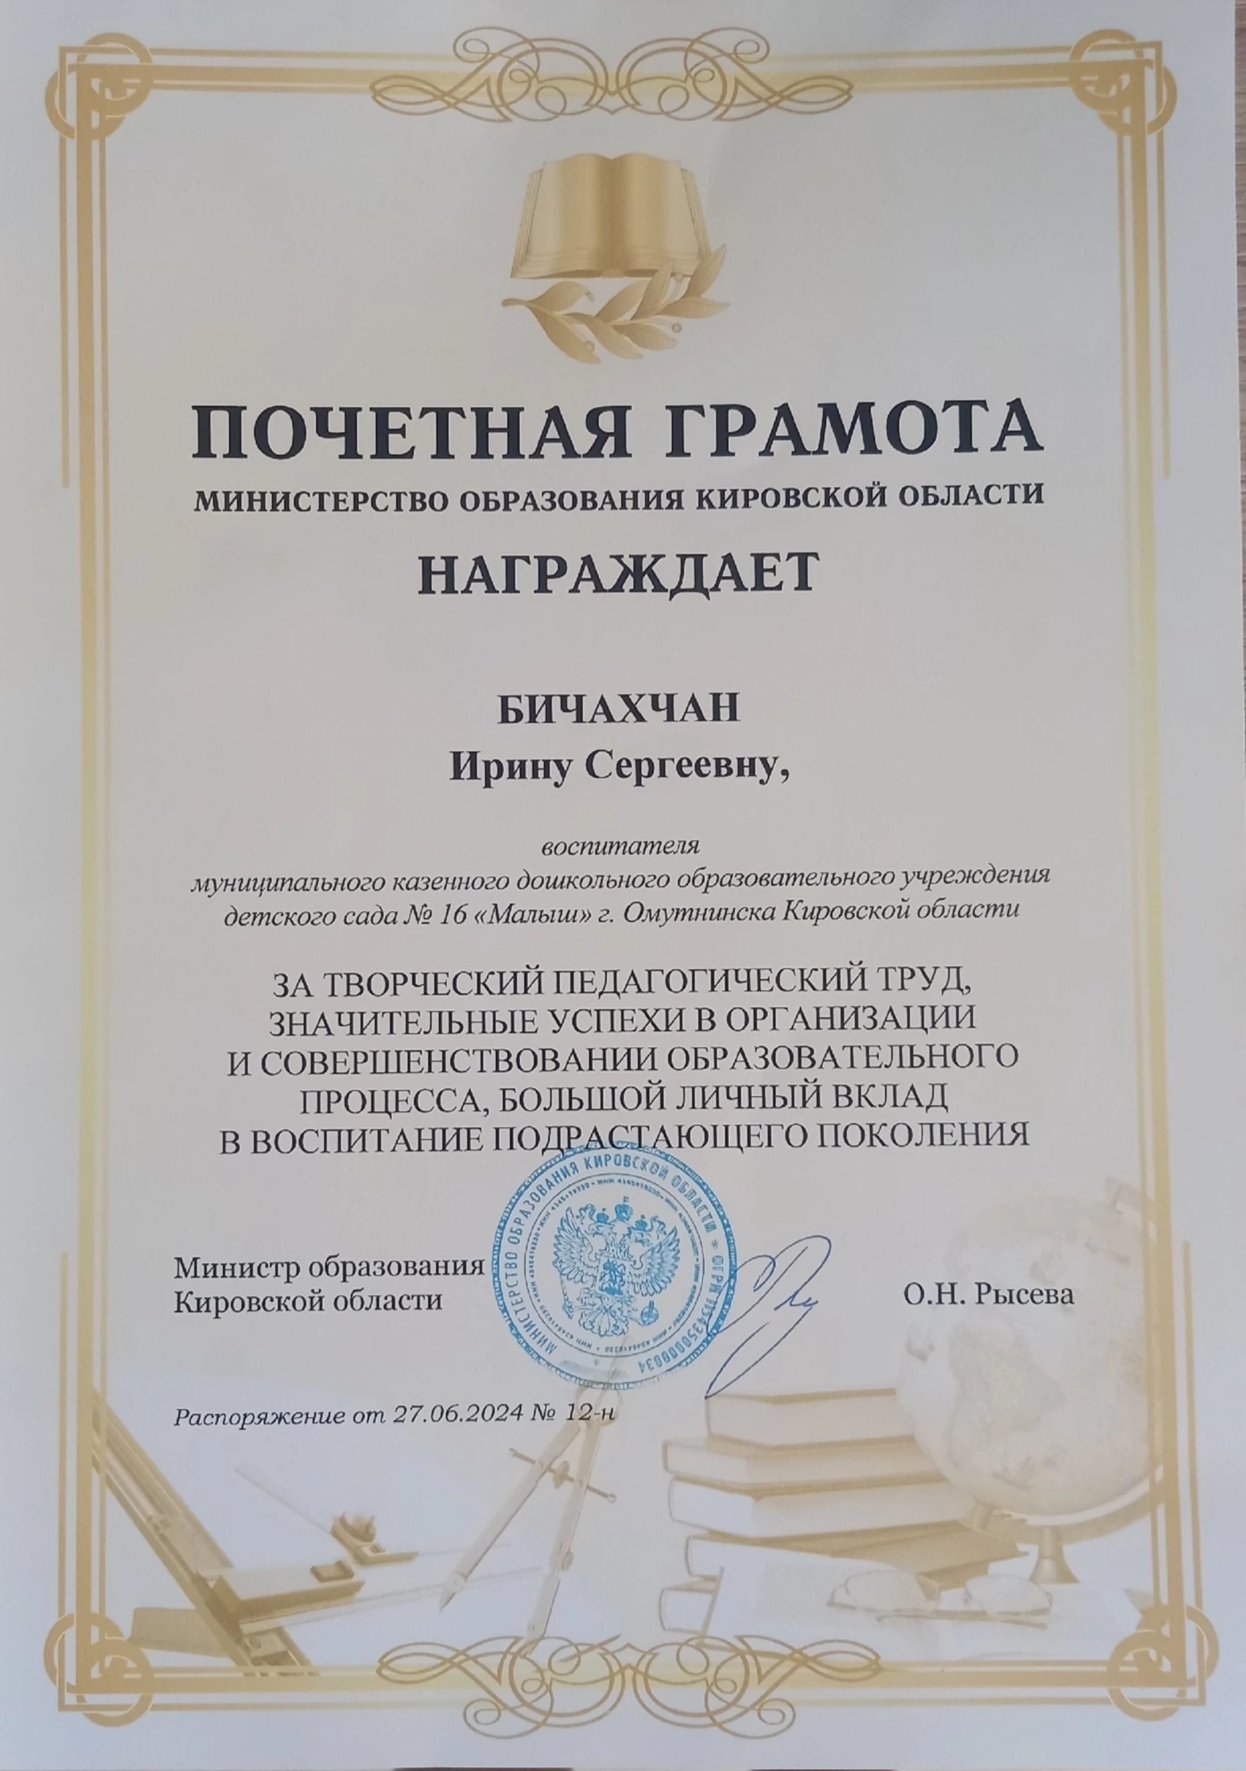 ПОЧЕТНАЯ ГРАМОТА
МИНИСТЕРСТВО ОБРАЗОВАНИЯ КИРОВСКОЙ ОБЛАСТИ
НАГРАЖДАЕТ
БИЧАХЧАН
Ирину Сергеевну,
воспитателя
муниципального казенного дошкольного образовательного учреждения
детского сада № 16 «Малыш» г. Омутнинска Кировской области
ЗА ТВОРЧЕСКИЙ ПЕДАГОГИЧЕСКИЙ ТРУД,
ЗНАЧИТЕЛЬНЫЕ УСПЕХИ В ОРГАНИЗАЦИИ
И СОВЕРШЕНСТВОВАНИИ ОБРАЗОВАТЕЛЬНОГО
ПРОЦЕССА, БОЛЬШОЙ ЛИЧНЫЙ ВКЛАД
В ВОСПИТАНИЕ ПОДРАСТАЮЩЕГО ПОКОЛЕНИЯ
МИНИСТЕРСТВО ОБРАЗОВАНИЯ КИРОВСКОЙ ОБЛАСТИ * ОГРН 1154350000034
Министр образования
Кировской области
О.Н. Рысева
Распоряжение от 27.06.2024 № 12-н